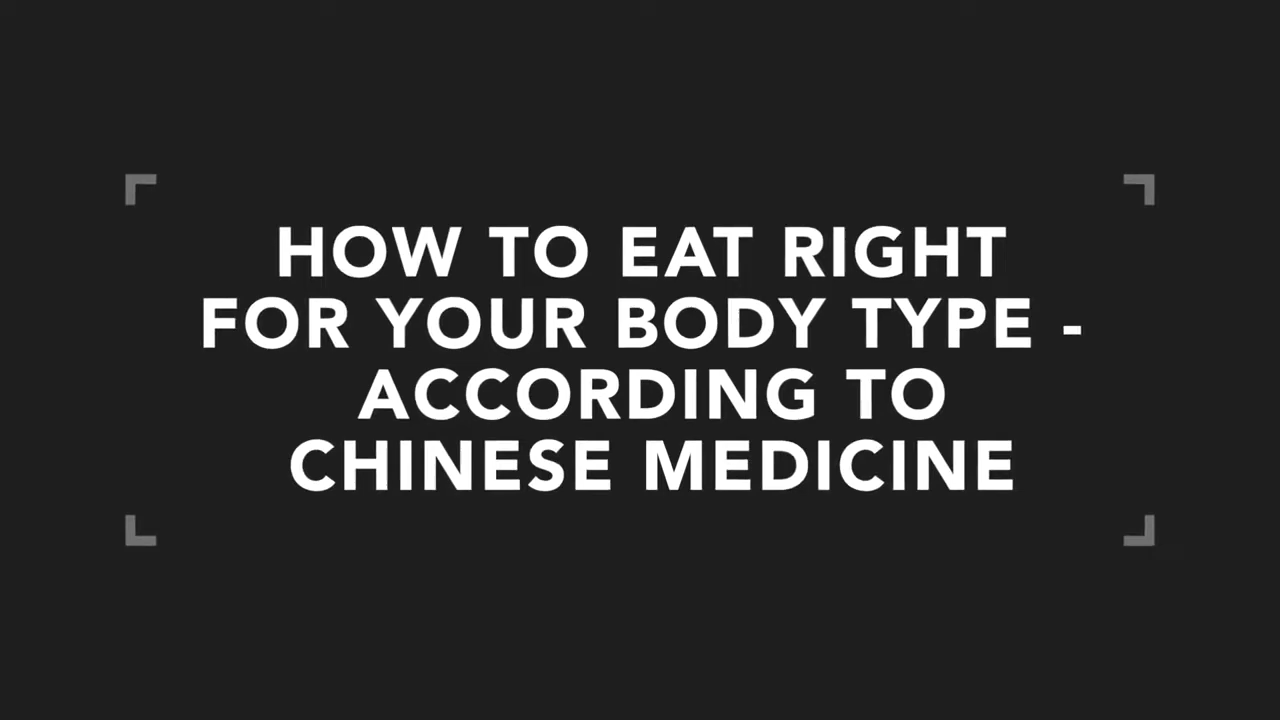 HOW TO EAT RIGHT
FOR YOUR BODY TYPE -
ACCORDING TO
CHINESE MEDICINE